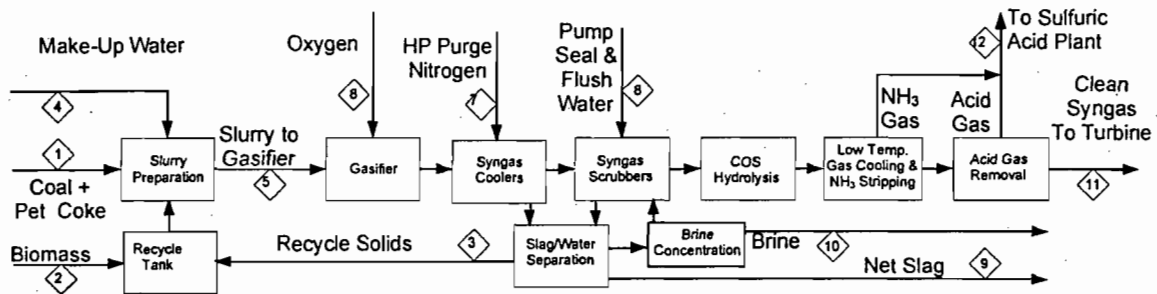 Make-Up Water
4
1
Coal +
Pet Coke
Biomass
2
Slurry
Preparation
Recycle
Tank
Slurry to
Gasifier
5
Oxygen
8
Gasifier
HP Purge
Nitrogen
7
Syngas
Coolers
Pump
Seal &
Flush
Water
8
Syngas
Scrubbers
COS
Hydrolysis
NH3
Gas
Low Temp.
Gas Cooling &
NH3 Stripping
12
To Sulfuric
Acid Plant
Acid
Gas
Acid Gas
Removal
Clean
Syngas
To Turbine
11
Recycle Solids
3
Slag/Water
Separation
Brine
Concentration
Brine
10
Net Slag
9